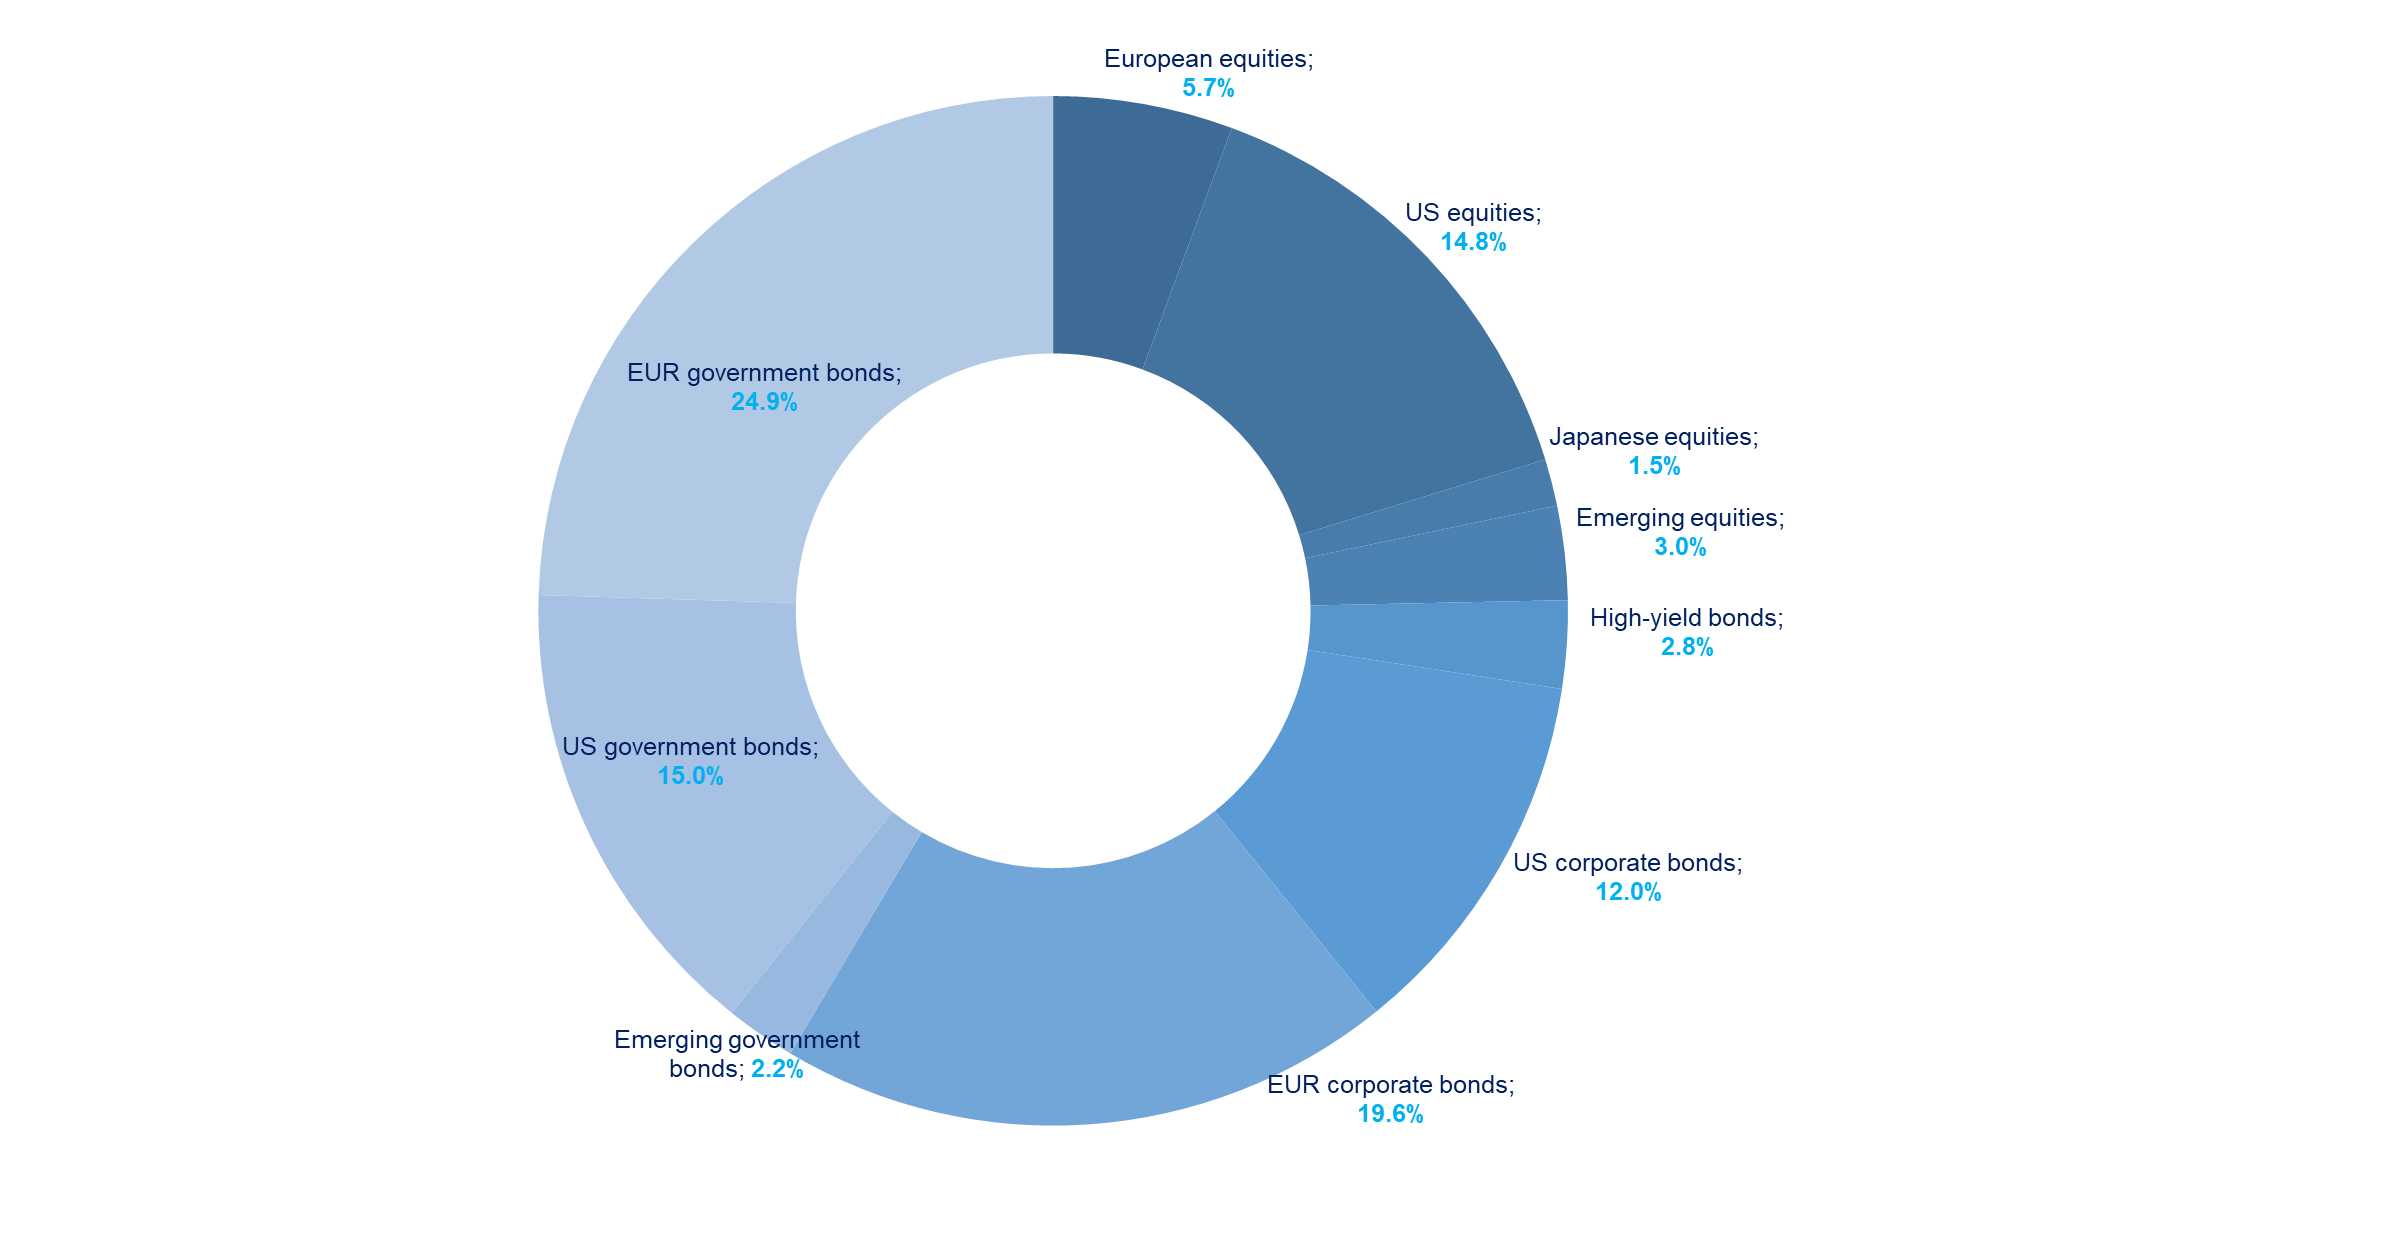 European equities;
5.7%
US equities;
14.8%
Japanese equities;
1.5%
Emerging equities;
3.0%
High-yield bonds;
2.8%
US corporate bonds;
12.0%
EUR corporate bonds;
19.6%
Emerging government
bonds; 2.2%
US government bonds;
15.0%
EUR government bonds;
24.9%